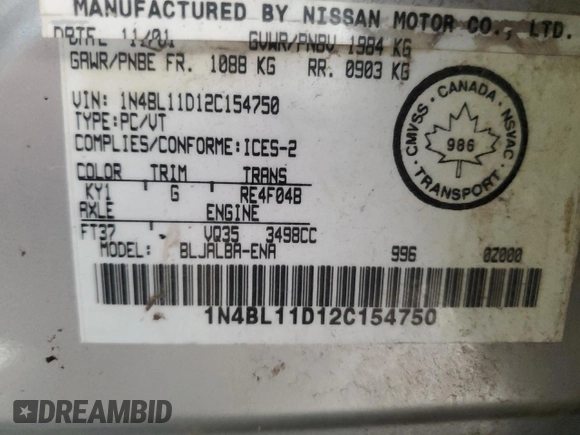 MANUFACTURED BY NISSAN MOTOR CO., LTD.
DATE 11/01 GVWR/PNBV 1984 KG
GAWR/PNBE FR. 1088 KG RR. 0903 KG
VIN: 1N4BL11D12C154750
TYPE:PC/VT
COMPLIES/CONFORME:ICES-2
COLOR TRIM TRANS
KY1 G RE4F04B
AXLE ENGINE
FT37 VQ35 3498CC
MODEL: BLJALBA-ENA 996 0Z000
1N4BL11D12C154750
CMVSS - CANADA - NSVAC
986
TRANSPORT
DREAMBID